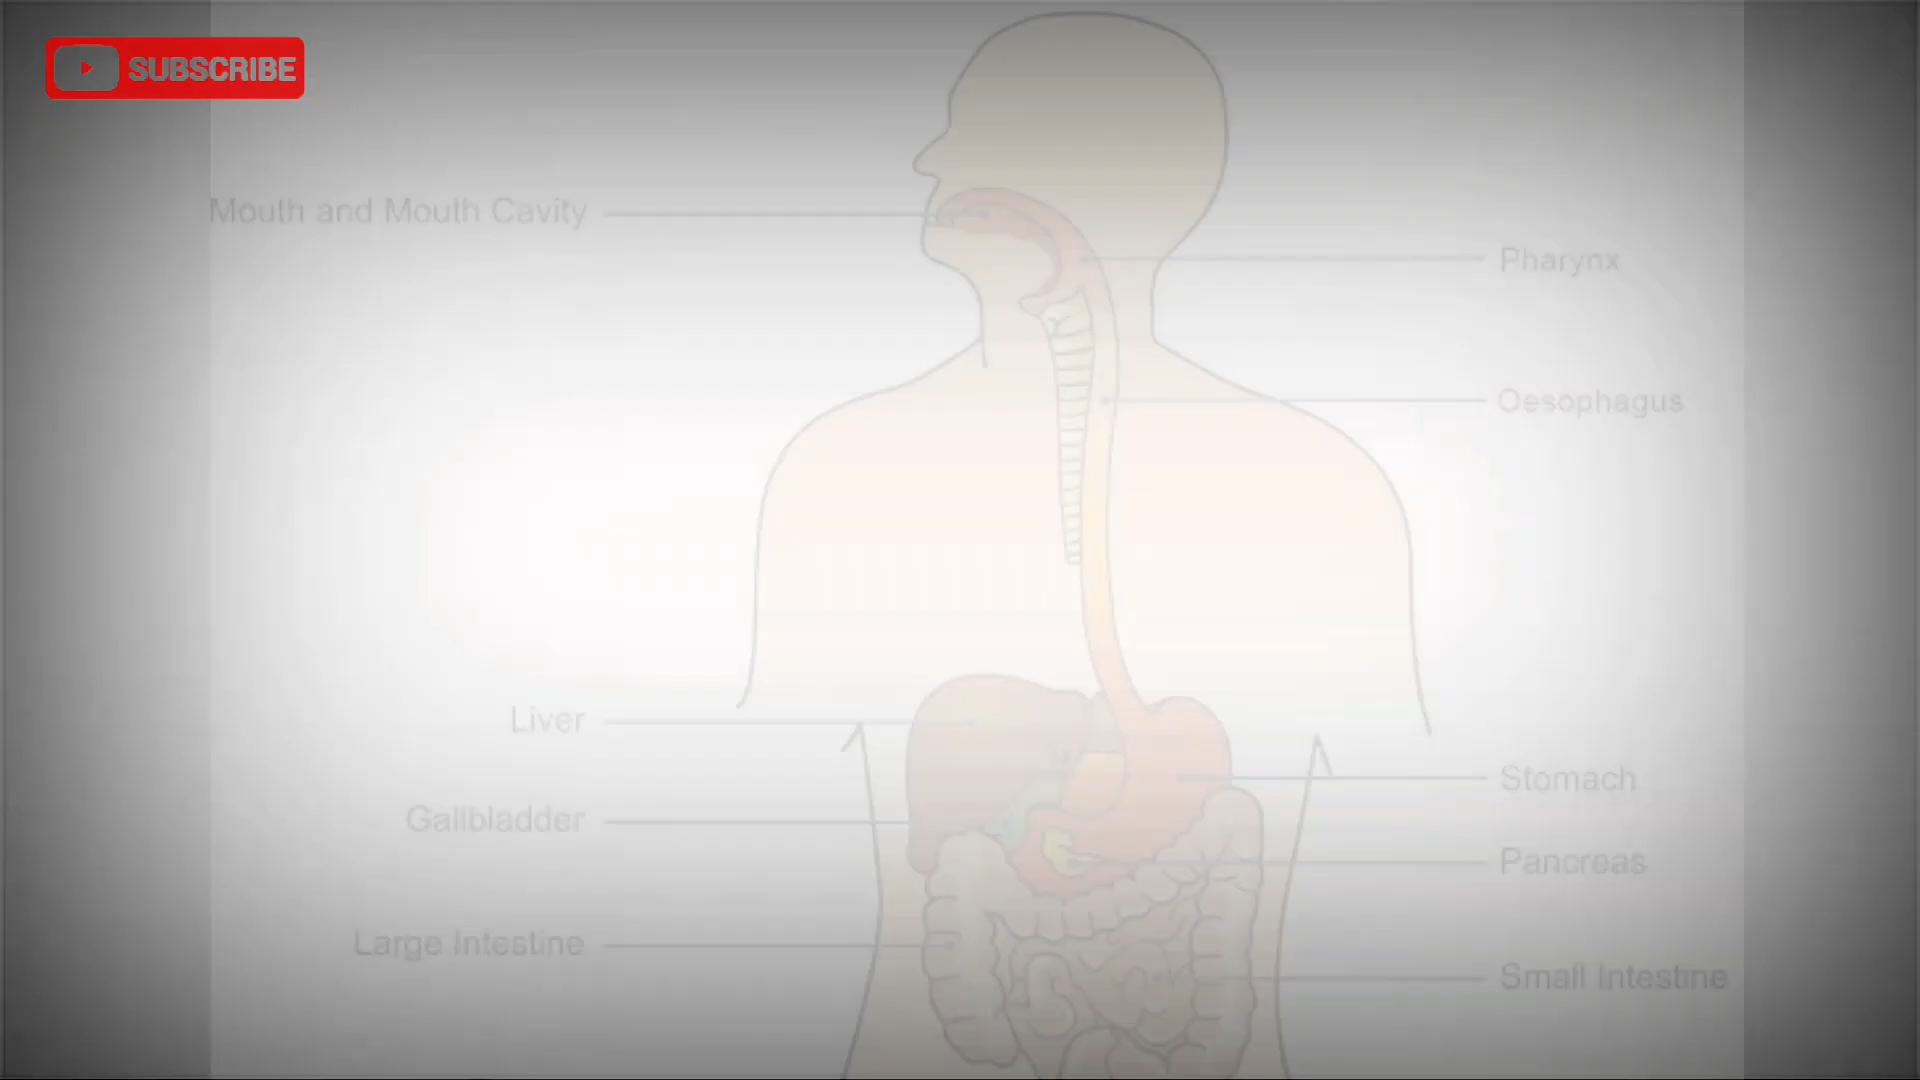 SUBSCRIBE
Mouth and Mouth Cavity
Pharynx
Oesophagus
Liver
Stomach
Gallbladder
Pancreas
Large Intestine
Small Intestine